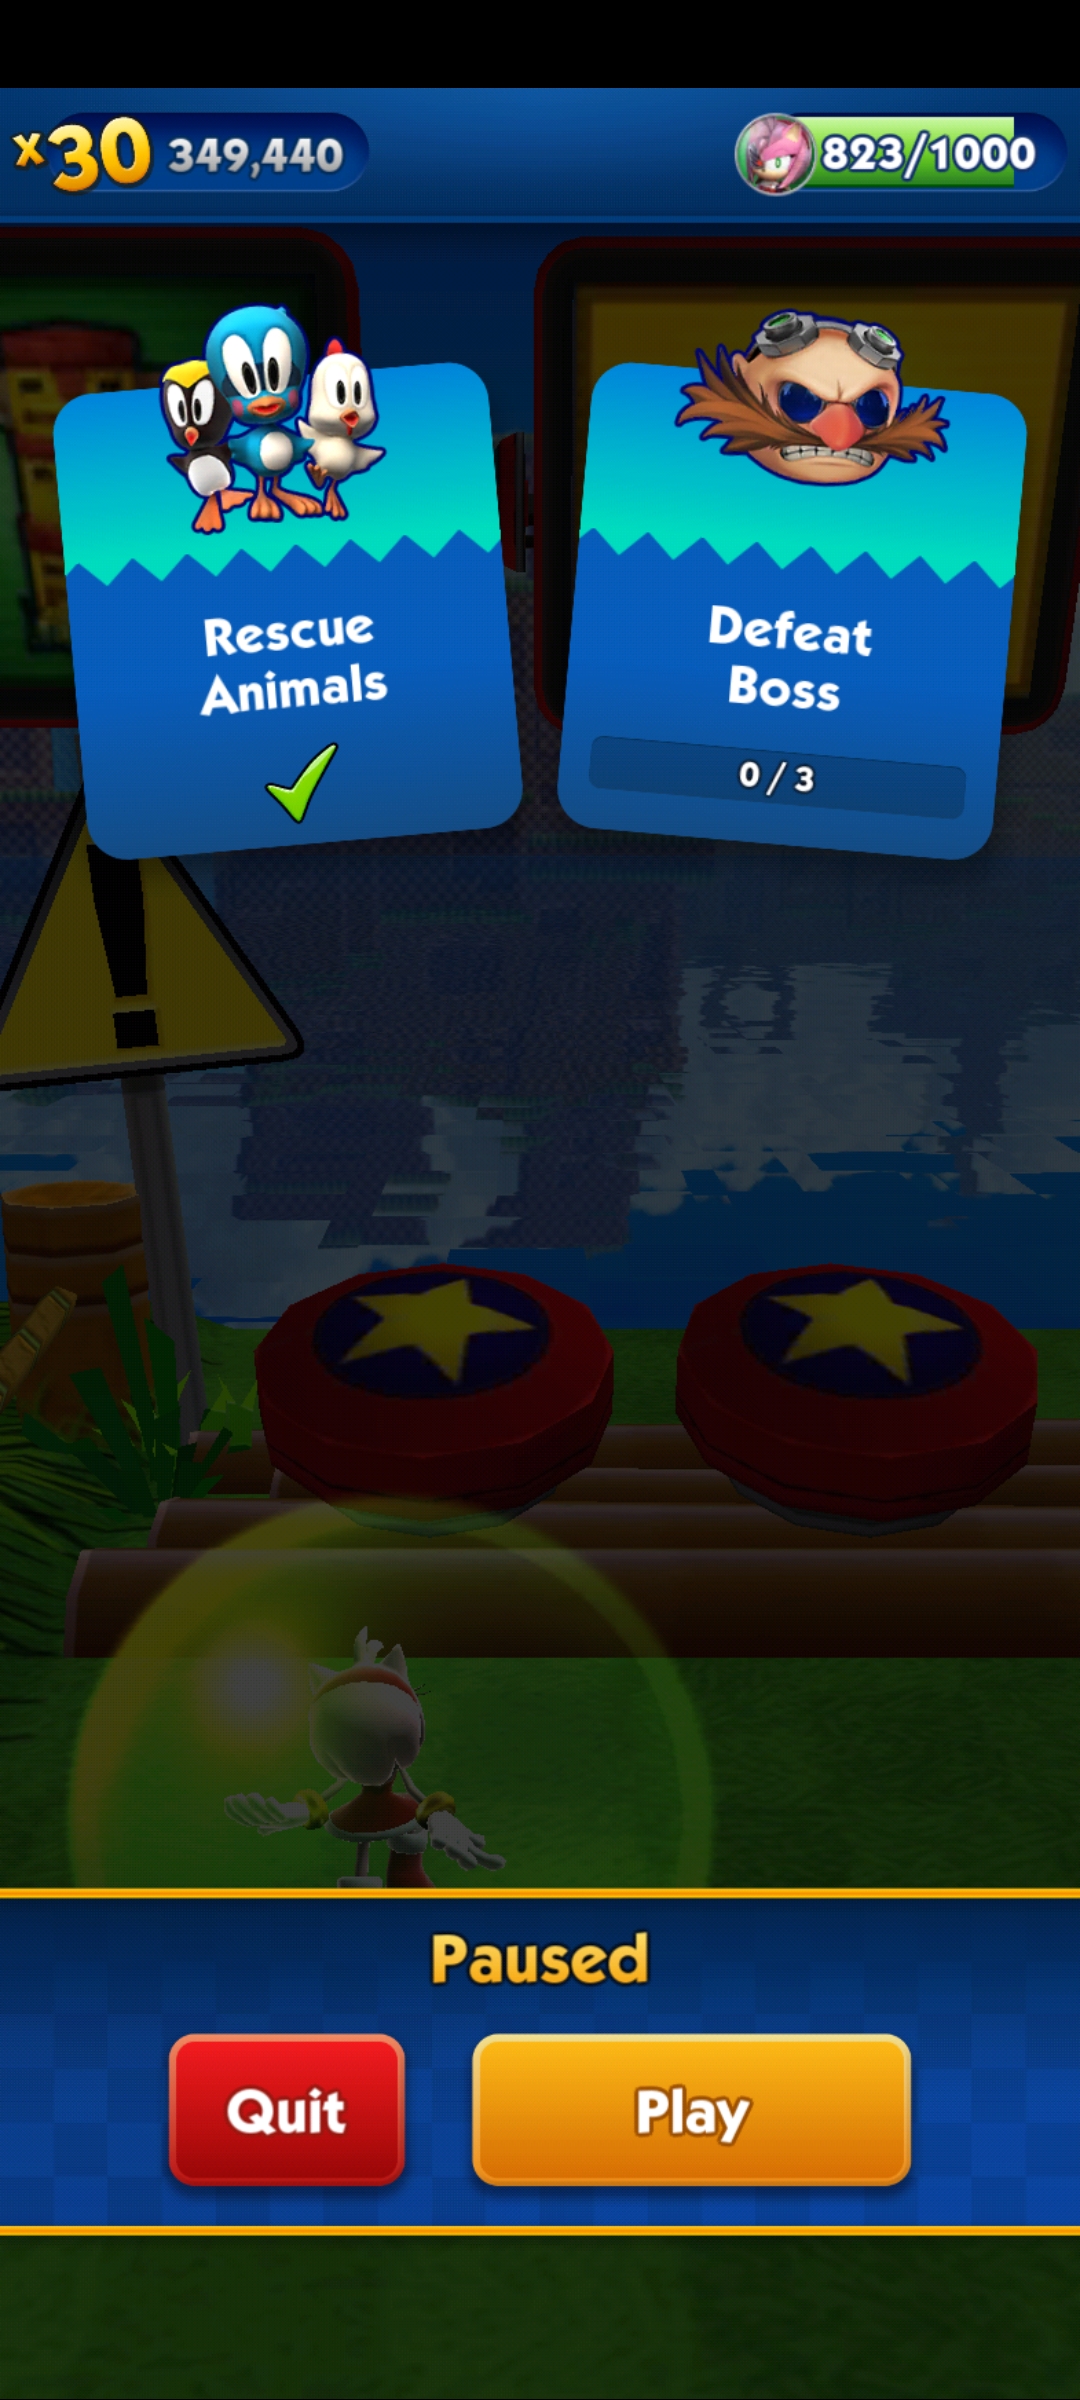 x30 349,440
823/1000
Rescue
Animals
Defeat
Boss
0 / 3
!
Paused
Quit
Play